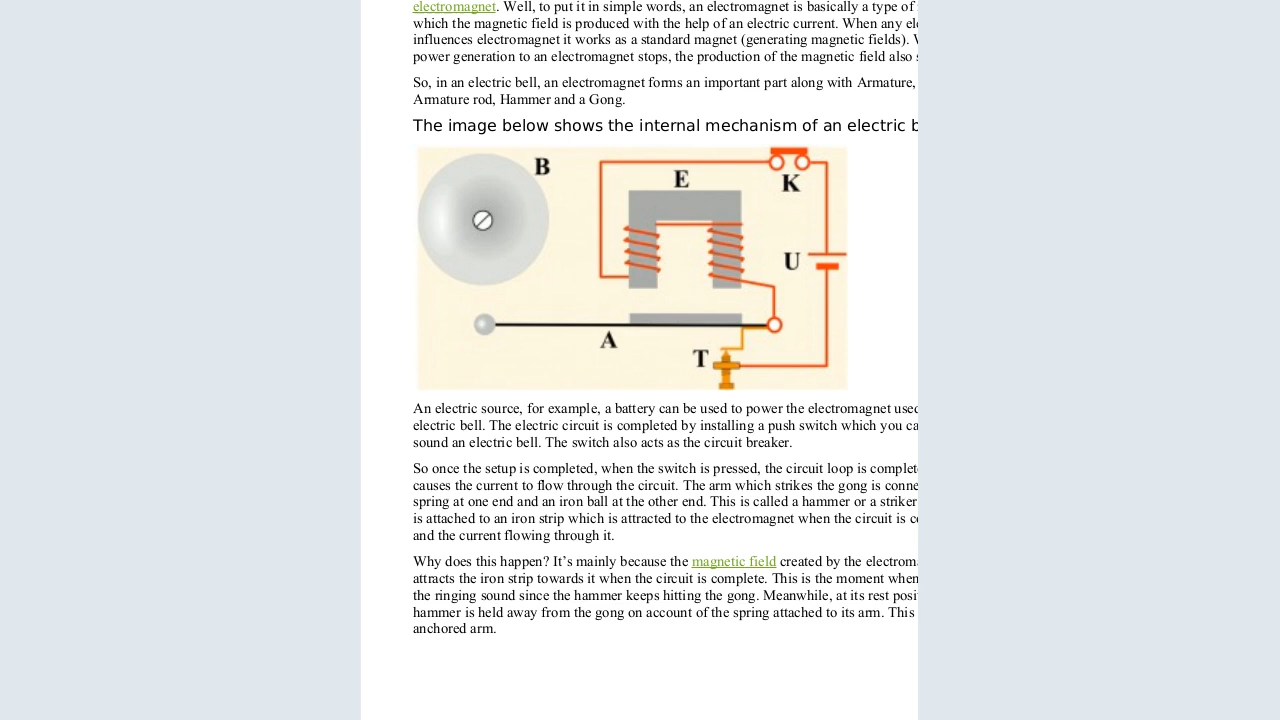 electromagnet. Well, to put it in simple words, an electromagnet is basically a type of
which the magnetic field is produced with the help of an electric current. When any
influences electromagnet it works as a standard magnet (generating magnetic fields).
power generation to an electromagnet stops, the production of the magnetic field also
So, in an electric bell, an electromagnet forms an important part along with Armature,
Armature rod, Hammer and a Gong.
The image below shows the internal mechanism of an electric
B
E
K
U
A
T
An electric source, for example, a battery can be used to power the electromagnet used
electric bell. The electric circuit is completed by installing a push switch which you
sound an electric bell. The switch also acts as the circuit breaker.
So once the setup is completed, when the switch is pressed, the circuit loop is
causes the current to flow through the circuit. The arm which strikes the gong is
spring at one end and an iron ball at the other end. This is called a hammer or a striker
is attached to an iron strip which is attracted to the electromagnet when the circuit is
and the current flowing through it.
Why does this happen? It’s mainly because the magnetic field created by the
attracts the iron strip towards it when the circuit is complete. This is the moment when
the ringing sound since the hammer keeps hitting the gong. Meanwhile, at its rest
hammer is held away from the gong on account of the spring attached to its arm. This
anchored arm.